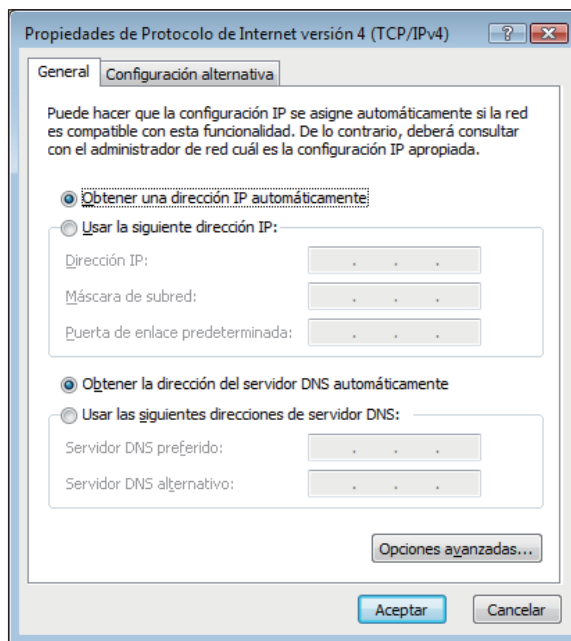 Propiedades de Protocolo de Internet versión 4 (TCP/IPv4)
General
Configuración alternativa
Puede hacer que la configuración IP se asigne automáticamente si la red
es compatible con esta funcionalidad. De lo contrario, deberá consultar
con el administrador de red cuál es la configuración IP apropiada.
Obtener una dirección IP automáticamente
Usar la siguiente dirección IP:
Dirección IP:
Máscara de subred:
Puerta de enlace predeterminada:
Obtener la dirección del servidor DNS automáticamente
Usar las siguientes direcciones de servidor DNS:
Servidor DNS preferido:
Servidor DNS alternativo:
Opciones avanzadas...
Aceptar
Cancelar